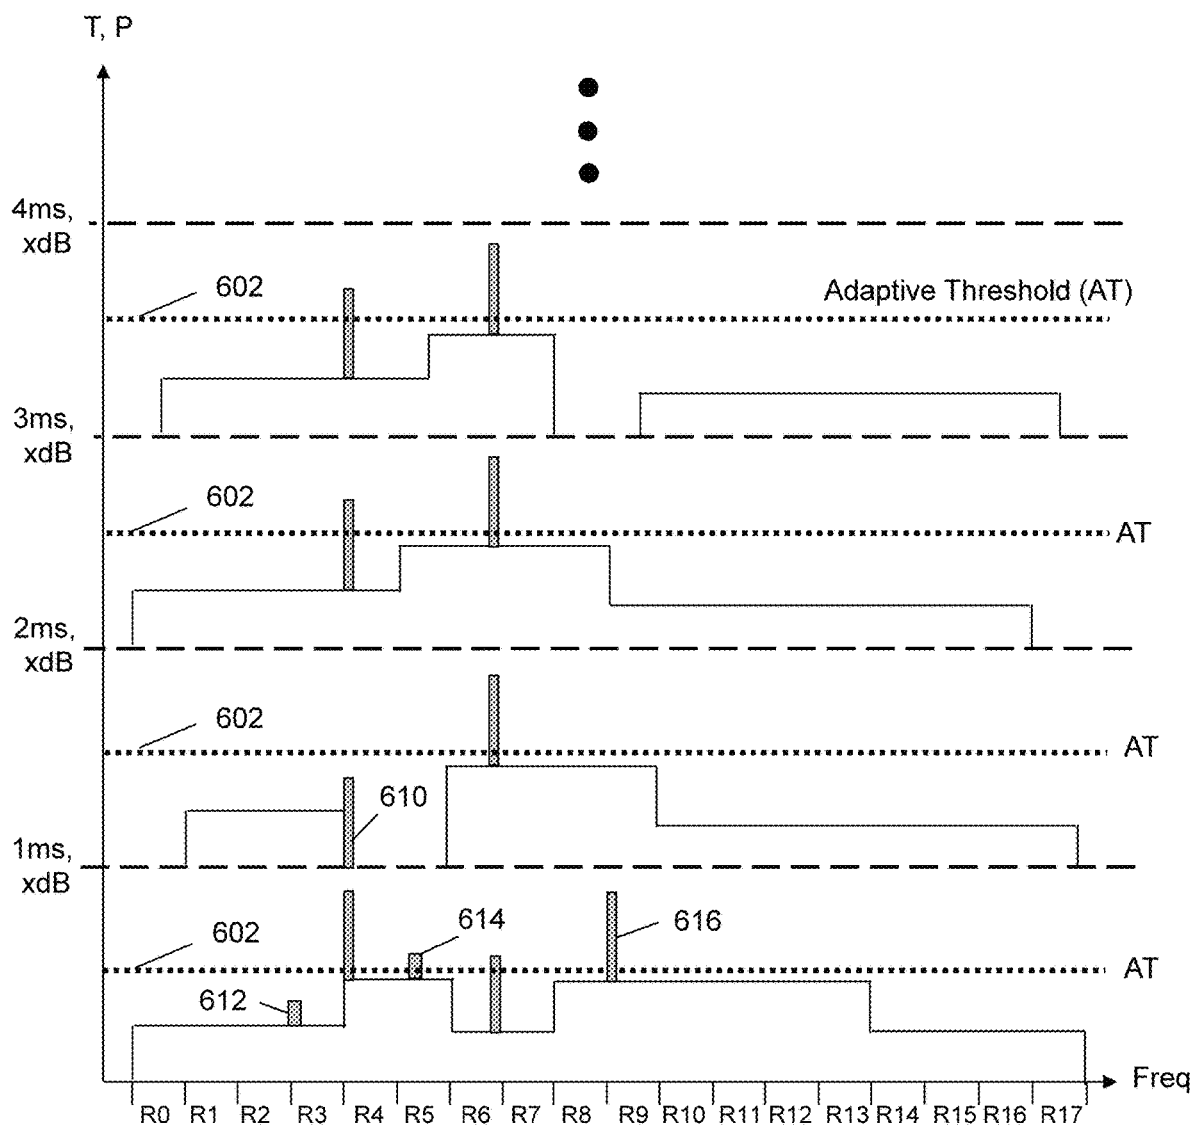 T, P
4ms,
xdB
602
Adaptive Threshold (AT)
3ms,
xdB
602
AT
2ms,
xdB
602
AT
610
1ms,
xdB
602
614
616
AT
612
Freq
R0 R1 R2 R3 R4 R5 R6 R7 R8 R9 R10 R11 R12 R13 R14 R15 R16 R17